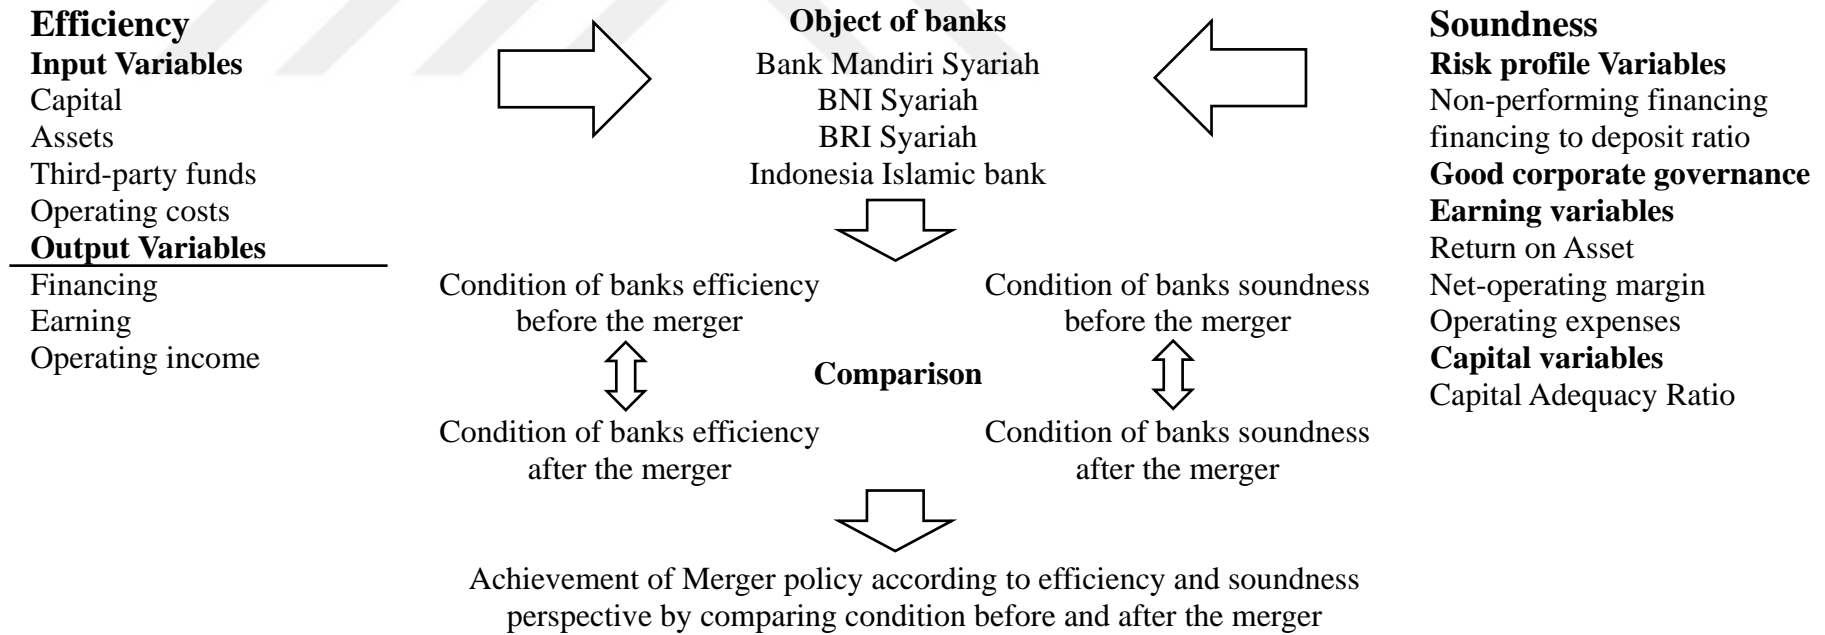 Efficiency
Input Variables
Capital
Assets
Third-party funds
Operating costs
Output Variables
Financing
Earning
Operating income
Object of banks
Bank Mandiri Syariah
BNI Syariah
BRI Syariah
Indonesia Islamic bank
Soundness
Risk profile Variables
Non-performing financing
financing to deposit ratio
Good corporate governance
Earning variables
Return on Asset
Net-operating margin
Operating expenses
Capital variables
Capital Adequacy Ratio
Condition of banks efficiency
before the merger
Condition of banks soundness
before the merger
Comparison
Condition of banks efficiency
after the merger
Condition of banks soundness
after the merger
Achievement of Merger policy according to efficiency and soundness
perspective by comparing condition before and after the merger